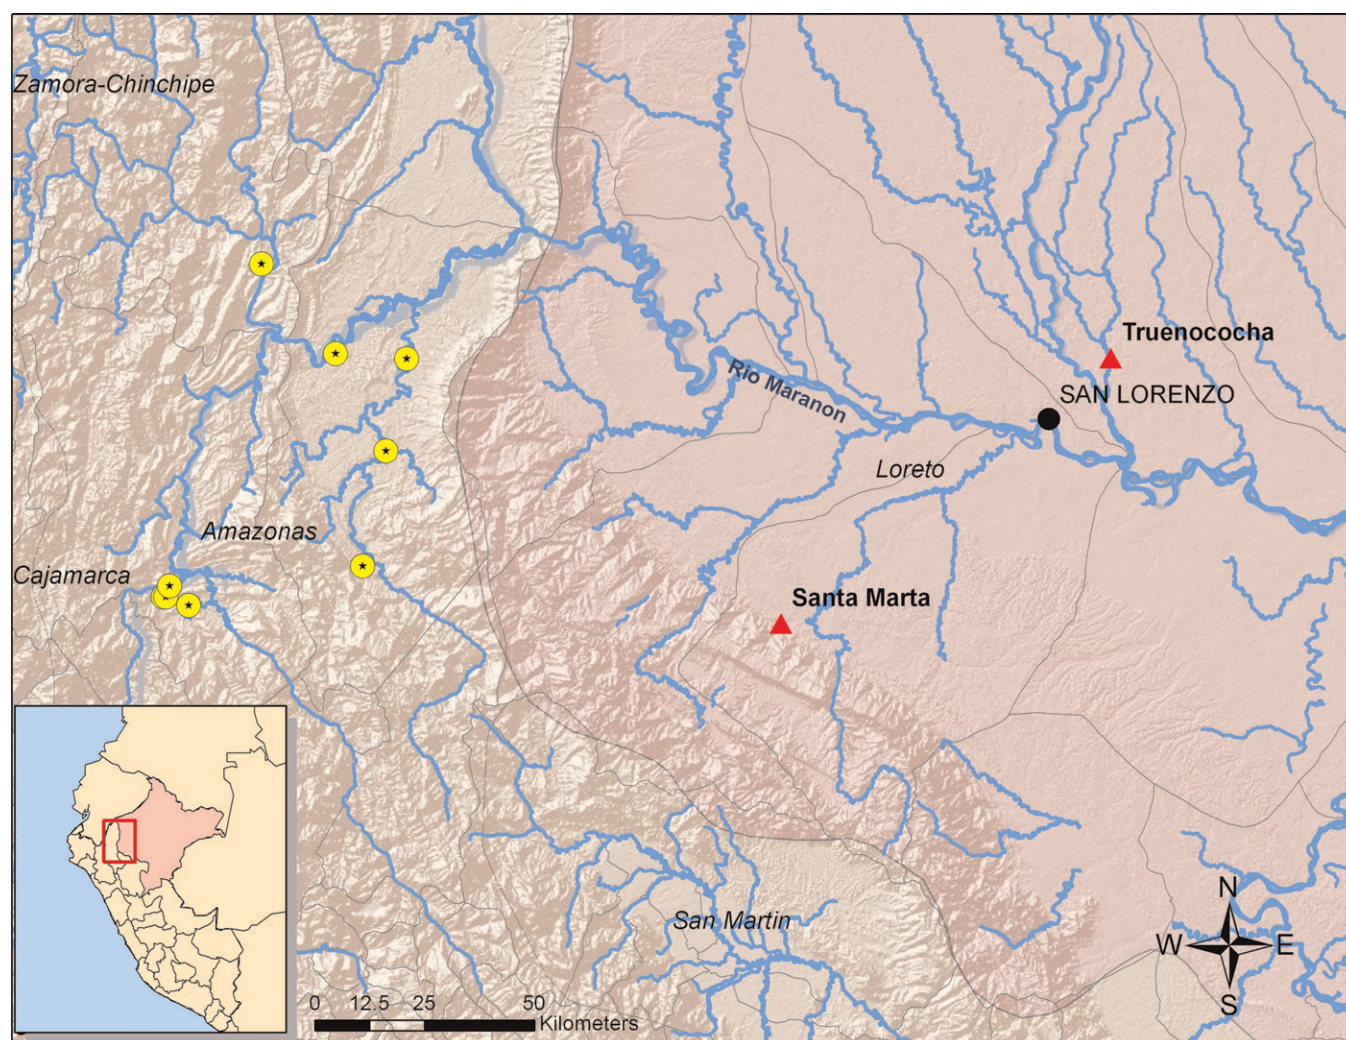 Zamora-Chinchipe
Truenococha
Rio Maranon
SAN LORENZO
Loreto
Amazonas
Cajamarca
Santa Marta
San Martin
N
W E
S
0 12.5 25 50
Kilometers